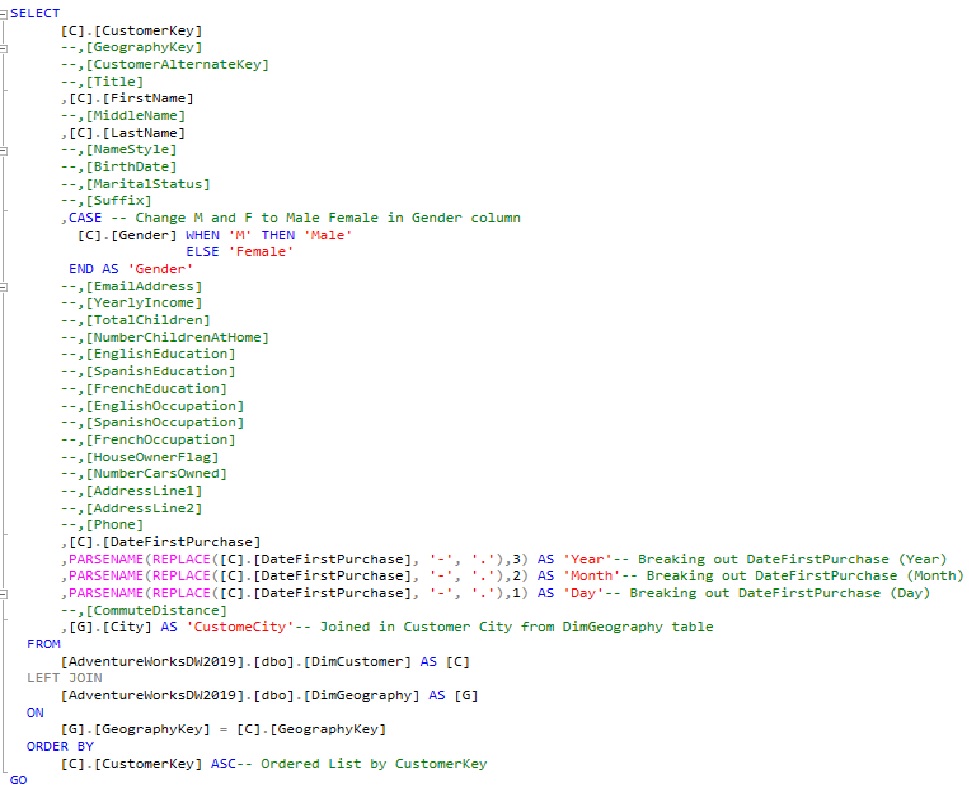 SELECT
[C].[CustomerKey]
--,[GeographyKey]
--,[CustomerAlternateKey]
--,[Title]
,[C].[FirstName]
--,[MiddleName]
,[C].[LastName]
--,[NameStyle]
--,[BirthDate]
--,[MaritalStatus]
--,[Suffix]
,CASE -- Change M and F to Male Female in Gender column
[C].[Gender] WHEN 'M' THEN 'Male'
ELSE 'Female'
END AS 'Gender'
--,[EmailAddress]
--,[YearlyIncome]
--,[TotalChildren]
--,[NumberChildrenAtHome]
--,[EnglishEducation]
--,[SpanishEducation]
--,[FrenchEducation]
--,[EnglishOccupation]
--,[SpanishOccupation]
--,[FrenchOccupation]
--,[HouseOwnerFlag]
--,[NumberCarsOwned]
--,[AddressLine1]
--,[AddressLine2]
--,[Phone]
,[C].[DateFirstPurchase]
,PARSENAME(REPLACE([C].[DateFirstPurchase], '-', '.'),3) AS 'Year'-- Breaking out DateFirstPurchase (Year)
,PARSENAME(REPLACE([C].[DateFirstPurchase], '-', '.'),2) AS 'Month'-- Breaking out DateFirstPurchase (Month)
,PARSENAME(REPLACE([C].[DateFirstPurchase], '-', '.'),1) AS 'Day'-- Breaking out DateFirstPurchase (Day)
--,[CommuteDistance]
,[G].[City] AS 'CustomeCity'-- Joined in Customer City from DimGeography table
FROM
[AdventureWorksDW2019].[dbo].[DimCustomer] AS [C]
LEFT JOIN
[AdventureWorksDW2019].[dbo].[DimGeography] AS [G]
ON
[G].[GeographyKey] = [C].[GeographyKey]
ORDER BY
[C].[CustomerKey] ASC-- Ordered List by CustomerKey
GO